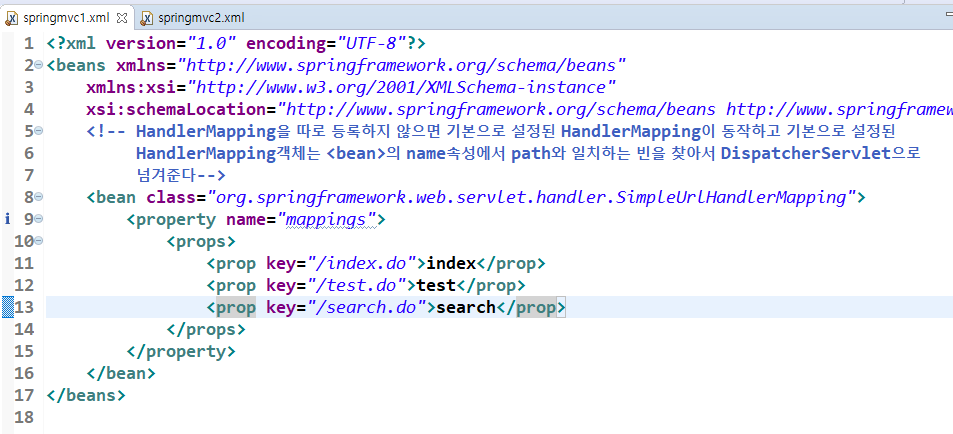 springmvc1.xml springmvc2.xml
1 <?xml version="1.0" encoding="UTF-8"?>
2 <beans xmlns="http://www.springframework.org/schema/beans"
3 xmlns:xsi="http://www.w3.org/2001/XMLSchema-instance"
4 xsi:schemaLocation="http://www.springframework.org/schema/beans http://www.springframew
5 <!-- HandlerMapping을 따로 등록하지 않으면 기본으로 설정된 HandlerMapping이 동작하고 기본으로 설정된
6 HandlerMapping객체는 <bean>의 name속성에서 path와 일치하는 빈을 찾아서 DispatcherServlet으로
7 넘겨준다-->
8 <bean class="org.springframework.web.servlet.handler.SimpleUrlHandlerMapping">
9 <property name="mappings">
10 <props>
11 <prop key="/index.do">index</prop>
12 <prop key="/test.do">test</prop>
13 <prop key="/search.do">search</prop>
14 </props>
15 </property>
16 </bean>
17 </beans>
18